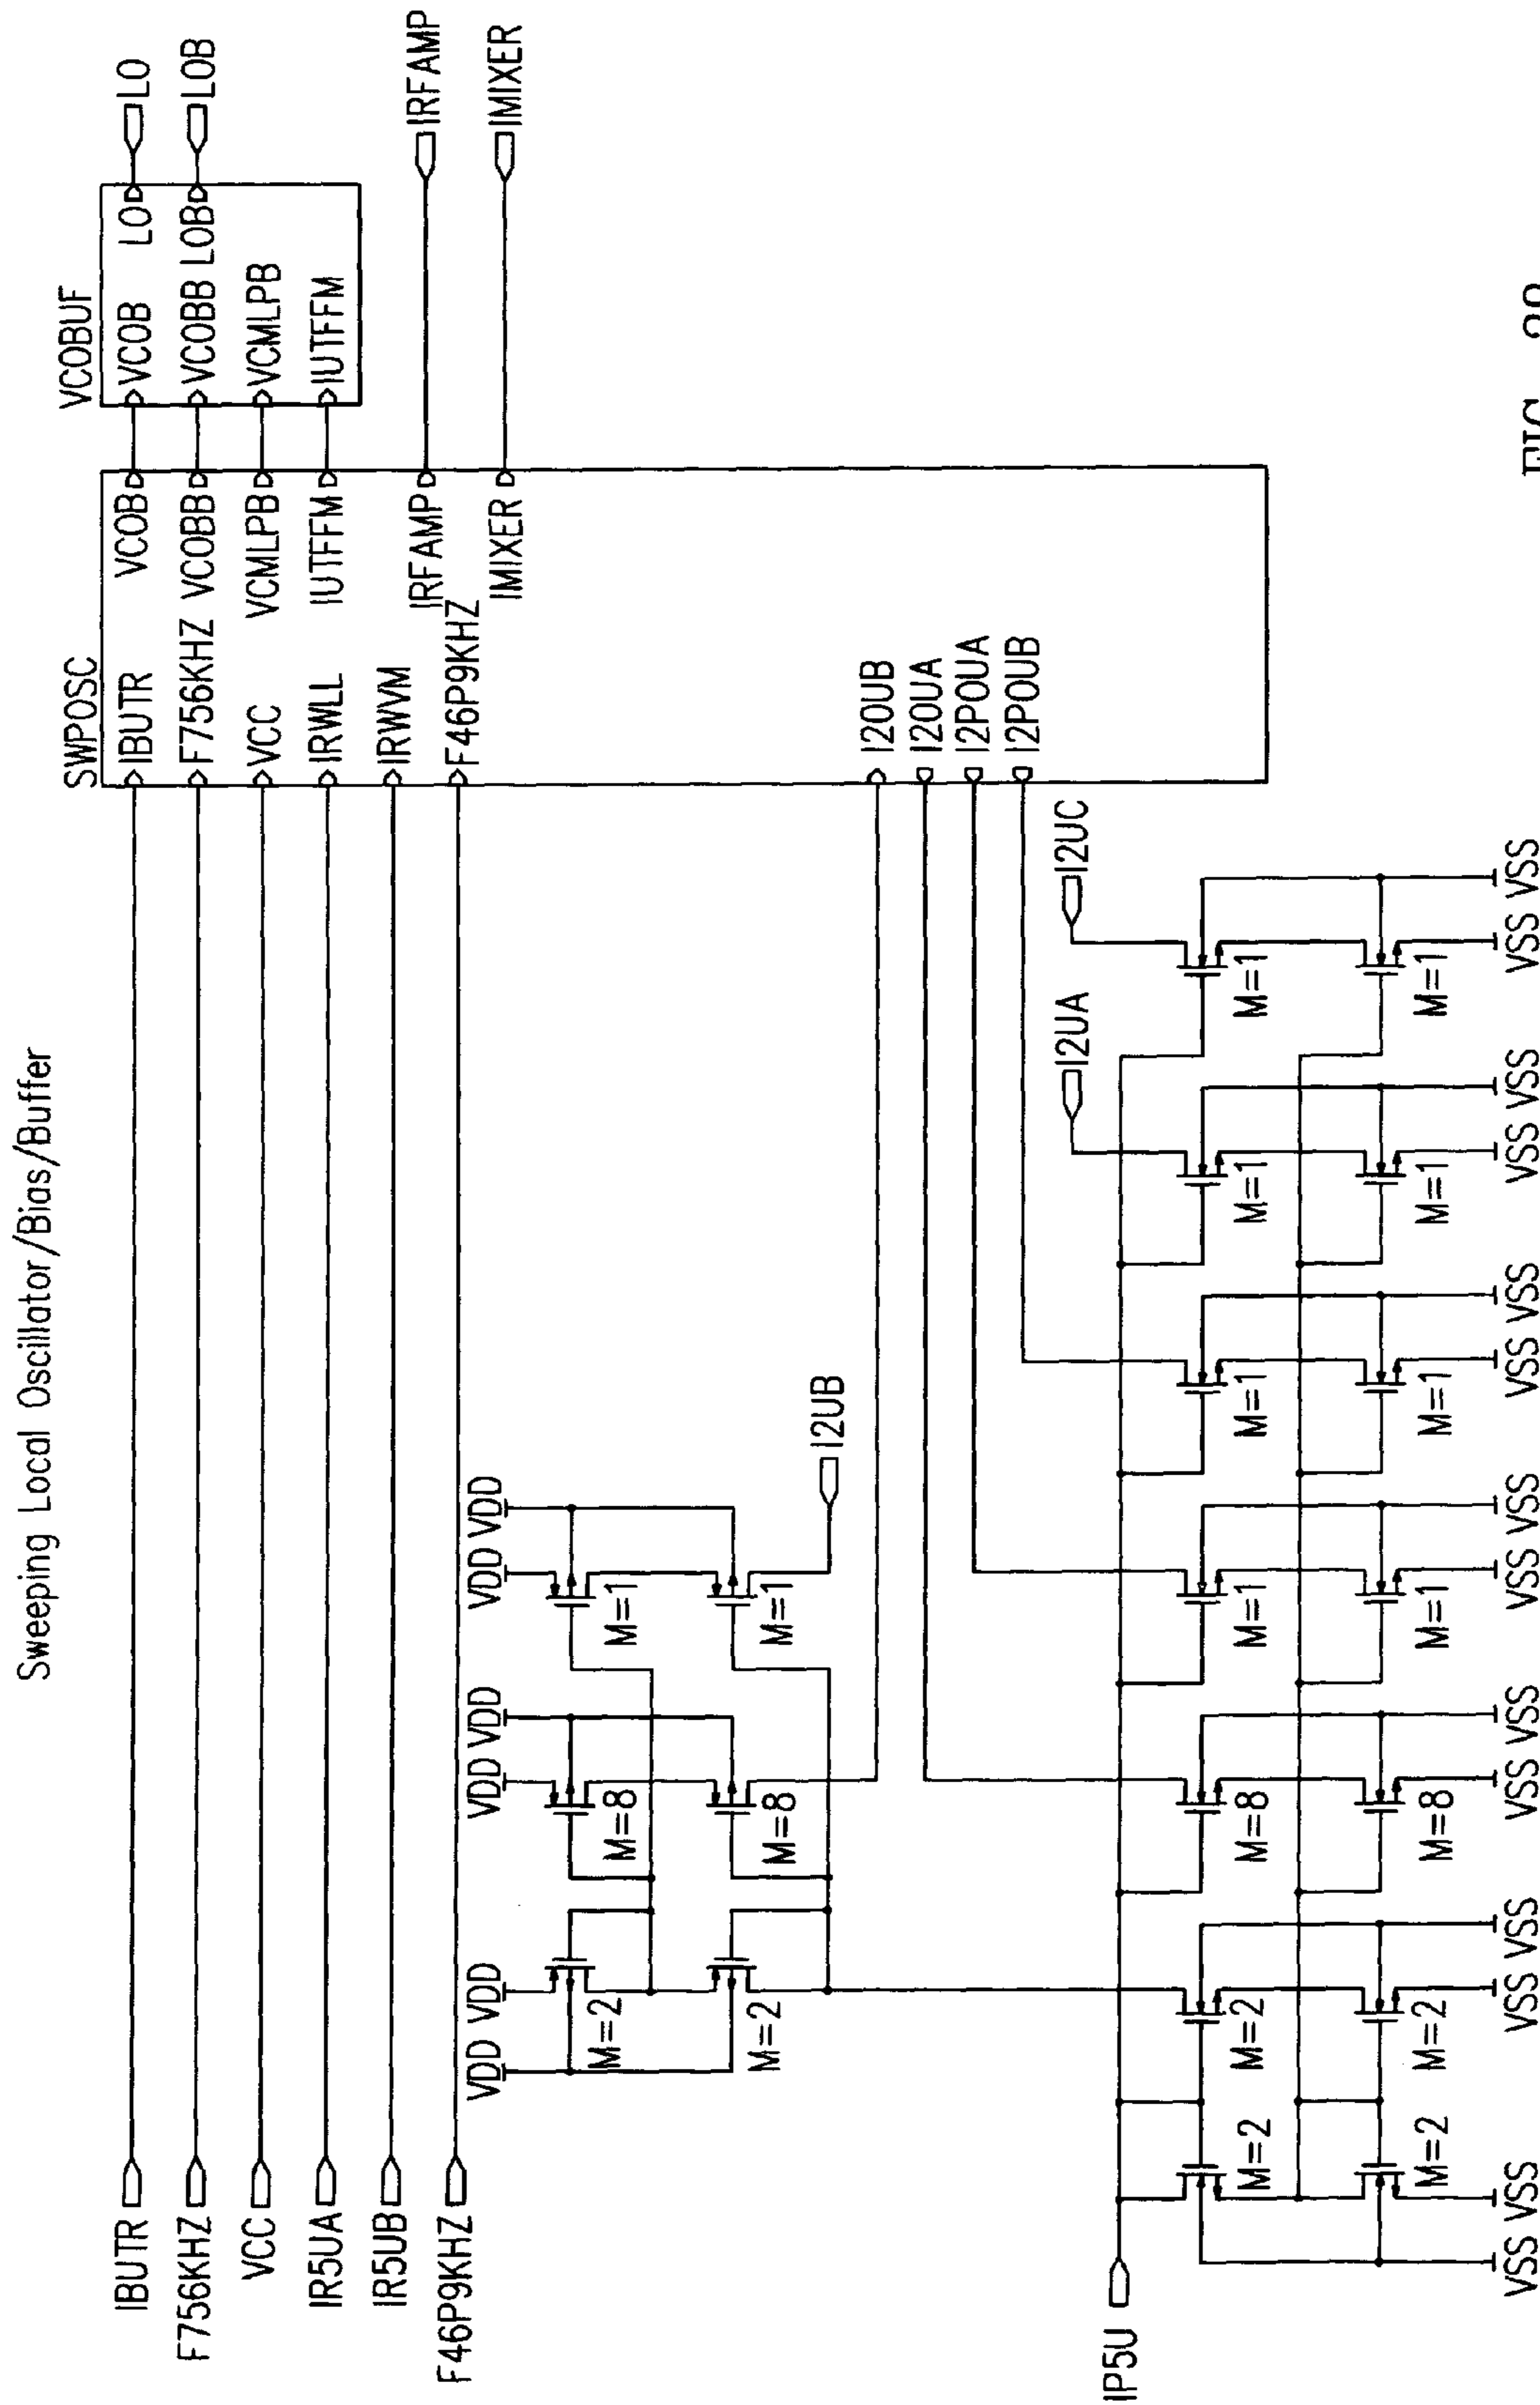 Sweeping Local Oscillator/Bias/Buffer
SWPOSC
IBUTR VCOB
F756KHZ VCOBB
VCC VCMLPB
IRWLL IUTFFM
IRWVM
IRFAMP
F46P9KHZ
IMIXER
I20UB
I20UA
I2POUA
I2POUB
VCOBUF
VCOB LO
VCOBB LOB
VCMLPB
IUTFFM
LO
LOB
IRFAMP
IMIXER
IBUTR
F756KHZ
VCC
IR5UA
IR5UB
F46P9KHZ
VDD VDD VDD VDD VDD VDD
M=2 M=8 M=1
M=2 M=8 M=1
I2UB
I2UA
I2UC
IP5U
M=2 M=2 M=8 M=1 M=1 M=1 M=1
M=2 M=2 M=8 M=1 M=1 M=1 M=1
VSS VSS VSS VSS VSS VSS VSS VSS VSS VSS VSS VSS VSS VSS